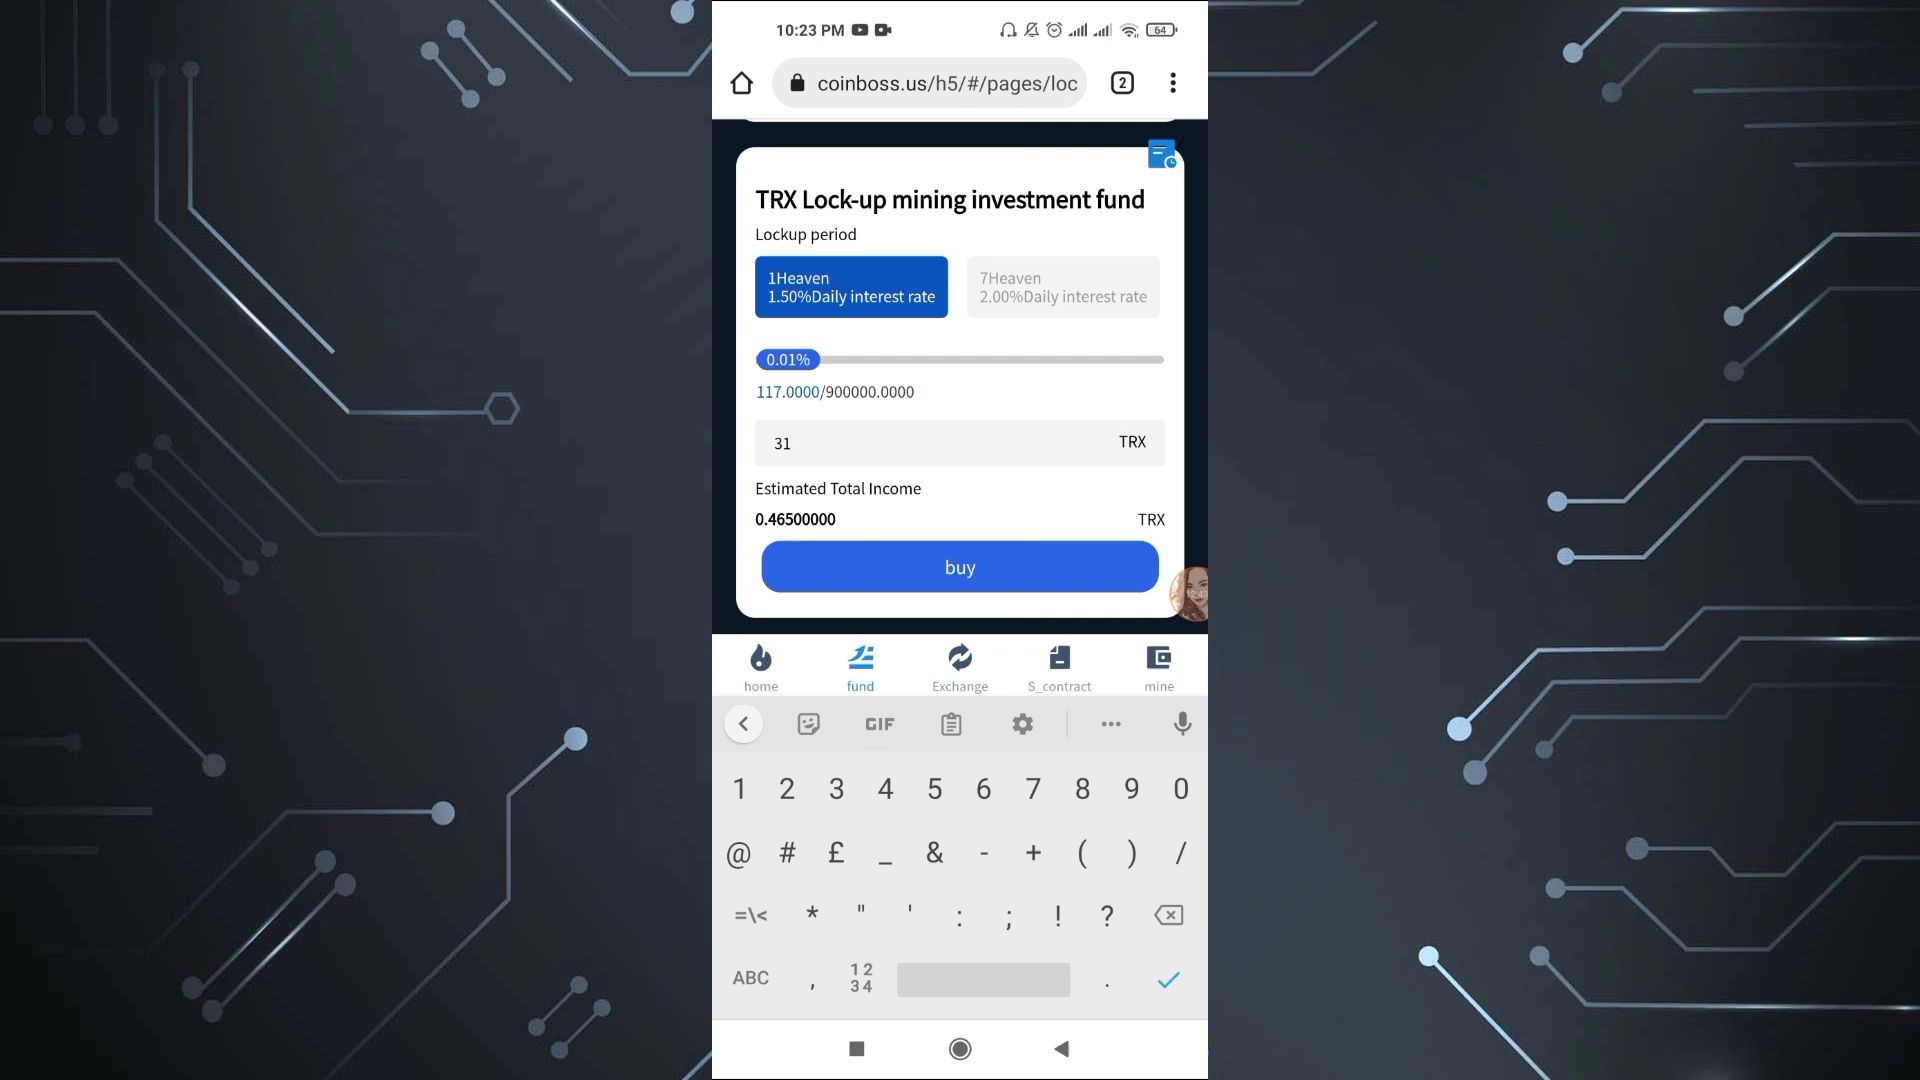 10:23 PM
64
coinboss.us/h5/#/pages/loc
2
TRX Lock-up mining investment fund
Lockup period
1Heaven
1.50%Daily interest rate
7Heaven
2.00%Daily interest rate
0.01%
117.0000/900000.0000
31 TRX
Estimated Total Income
0.46500000 TRX
buy
home fund Exchange S_contract mine
GIF
1 2 3 4 5 6 7 8 9 0
@ # £ _ & - + ( ) /
=\< * " ' : ; ! ?
ABC , 1 2 3 4 .